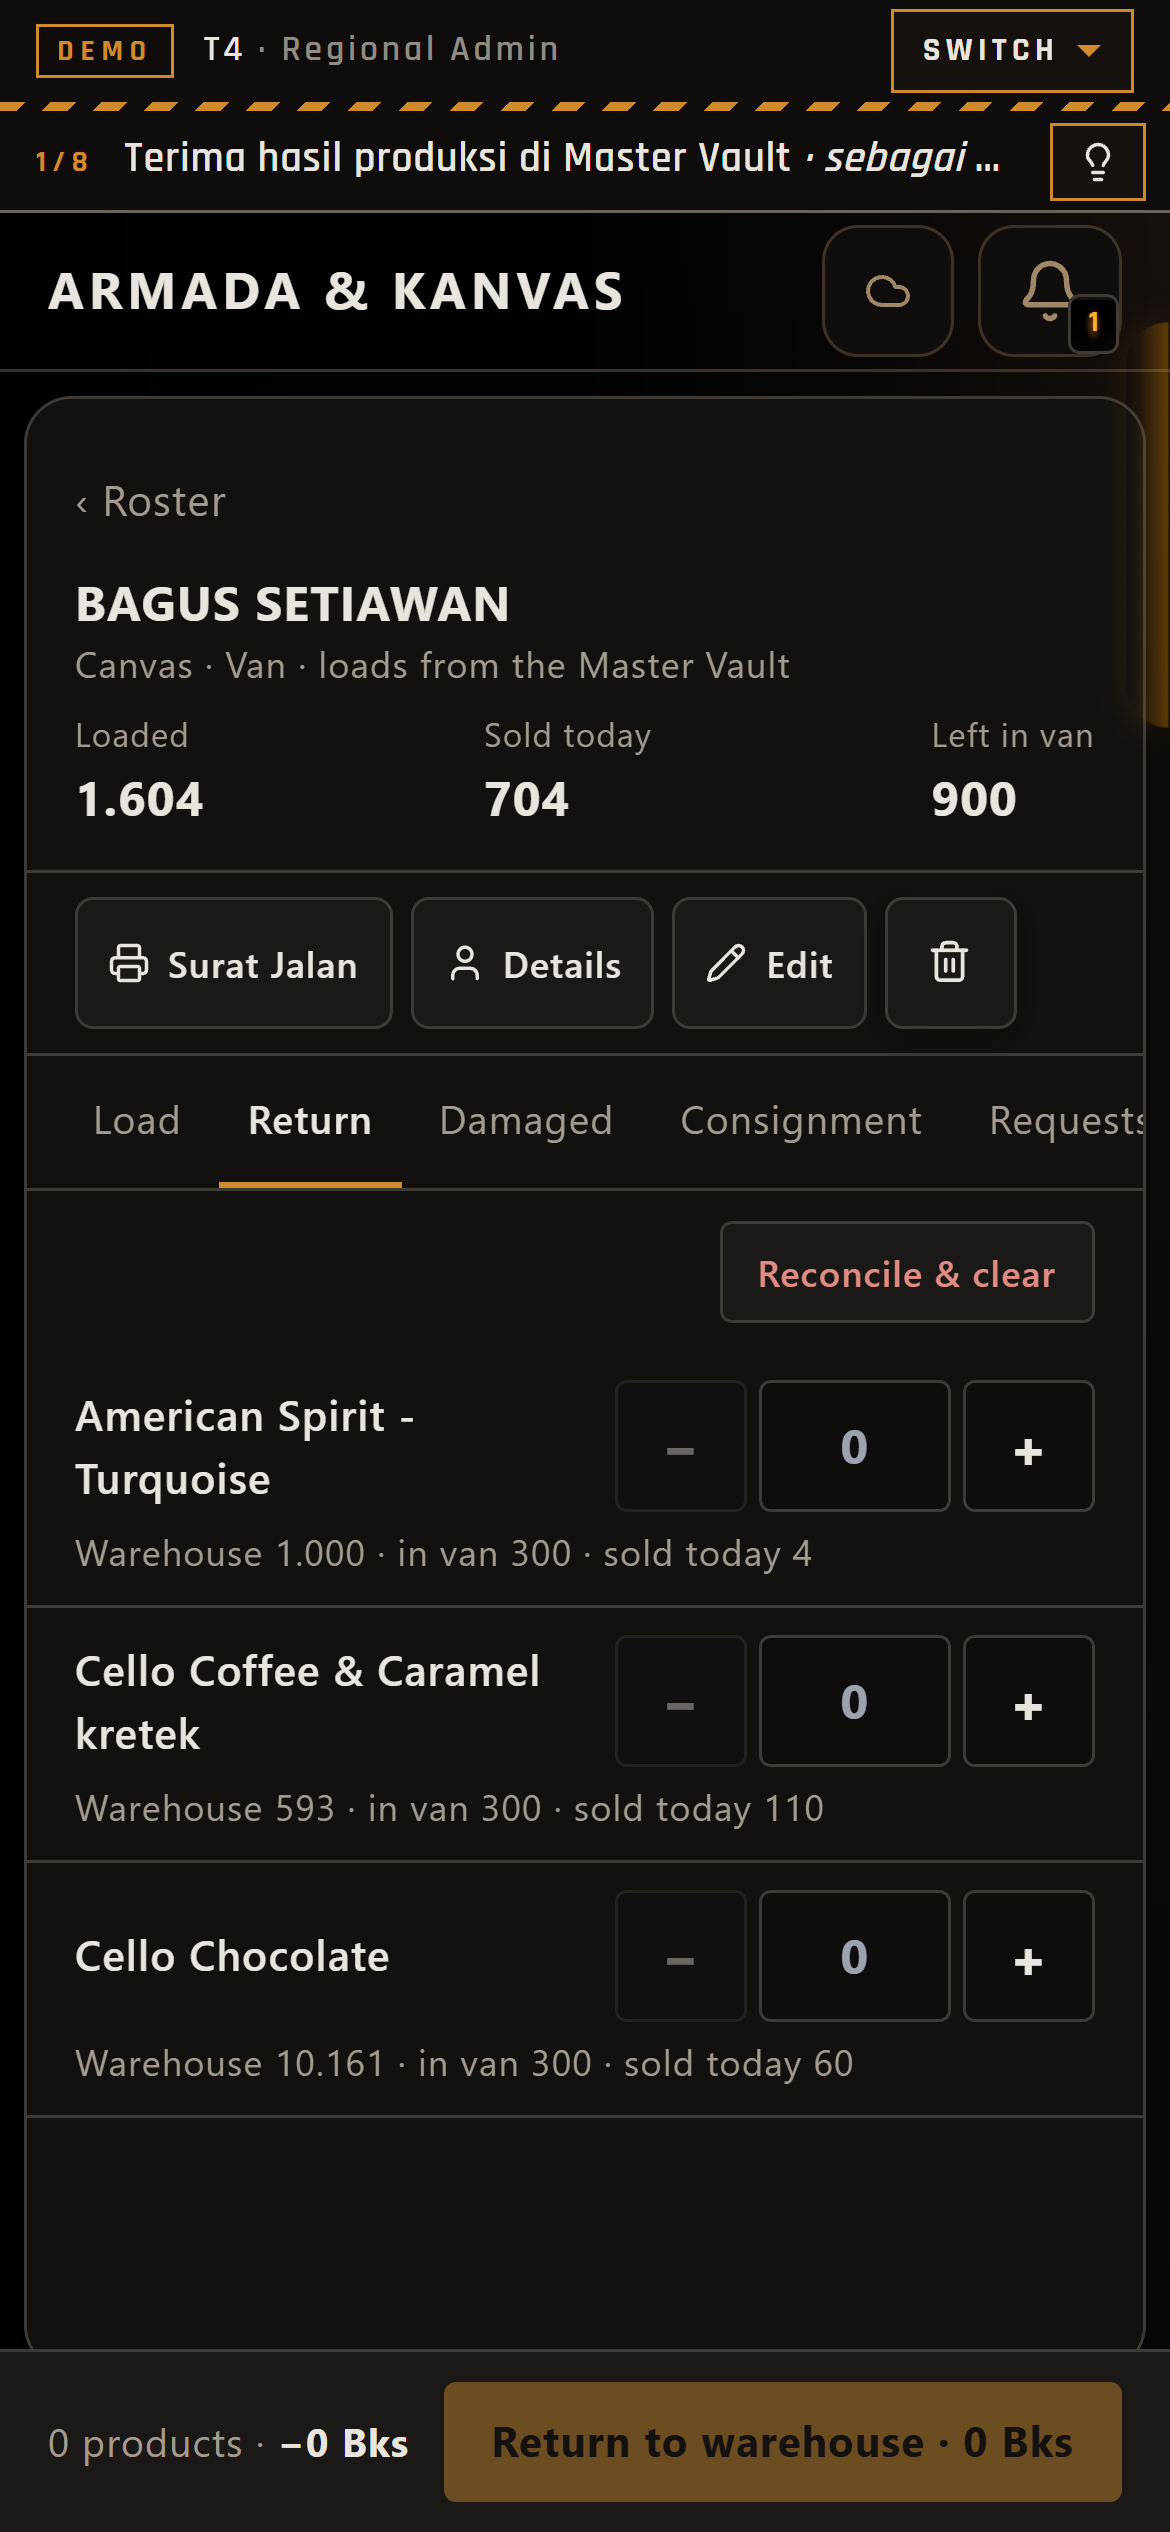 DEMO T4 · Regional Admin SWITCH
1/8 Terima hasil produksi di Master Vault · sebagai ...
ARMADA & KANVAS
1
‹ Roster
BAGUS SETIAWAN
Canvas · Van · loads from the Master Vault
Loaded Sold today Left in van
1.604 704 900
Surat Jalan Details Edit
Load Return Damaged Consignment Requests
Reconcile & clear
American Spirit -
Turquoise
− 0 +
Warehouse 1.000 · in van 300 · sold today 4
Cello Coffee & Caramel
kretek
− 0 +
Warehouse 593 · in van 300 · sold today 110
Cello Chocolate − 0 +
Warehouse 10.161 · in van 300 · sold today 60
0 products · −0 Bks Return to warehouse · 0 Bks